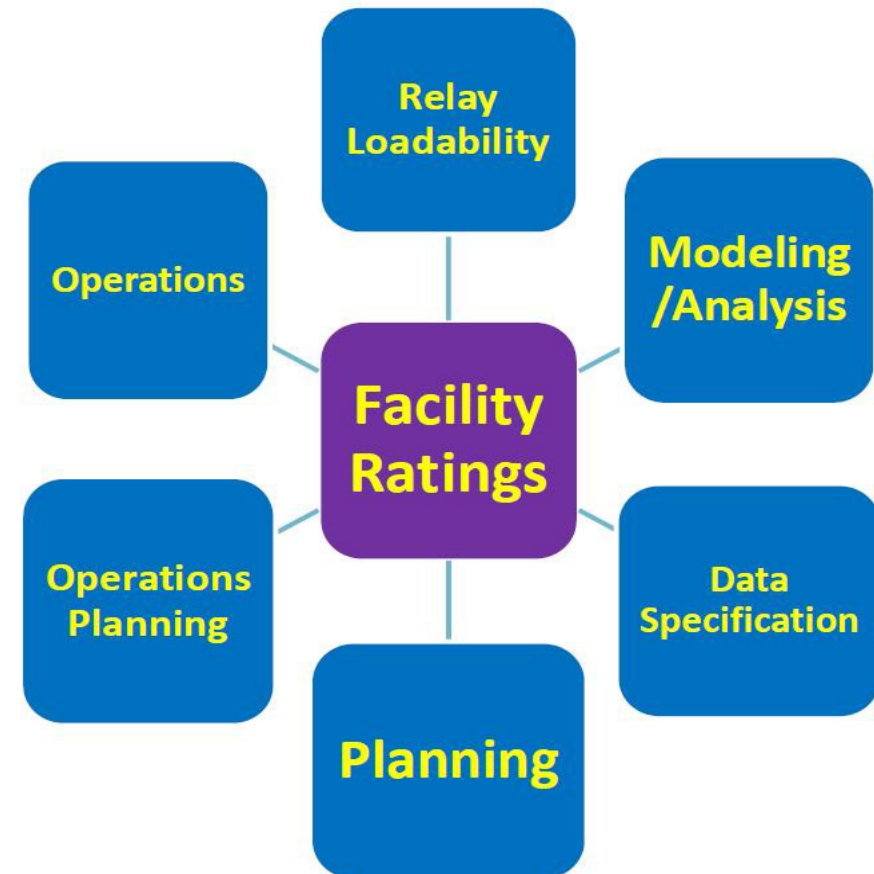 Relay
Loadability
Operations
Modeling
/Analysis
Facility
Ratings
Operations
Planning
Data
Specification
Planning